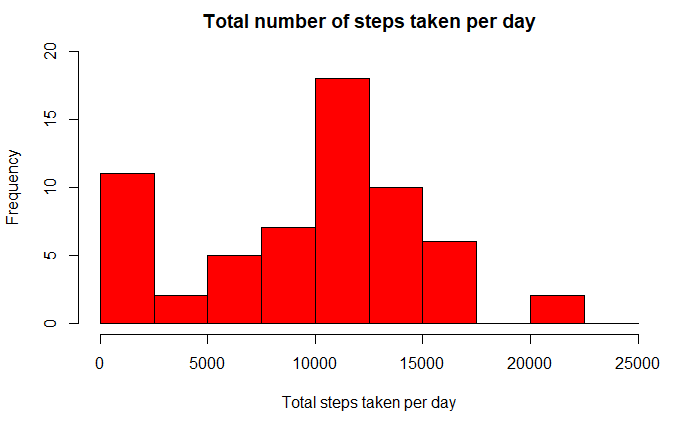 Total number of steps taken per day
Frequency
20
15
10
5
0
0 5000 10000 15000 20000 25000
Total steps taken per day